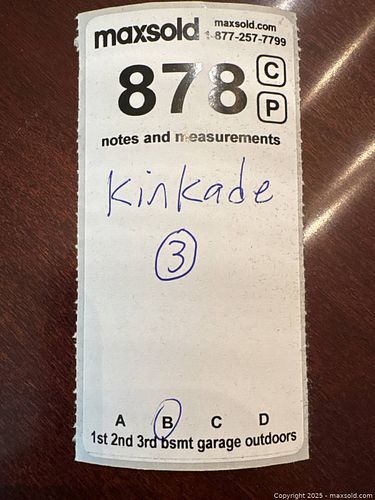 maxsold maxsold.com
1-877-257-7799
878 C
P
notes and measurements
Kinkade
3
A B C D
1st 2nd 3rd bsmt garage outdoors
Copyright 2025 - maxsold.com